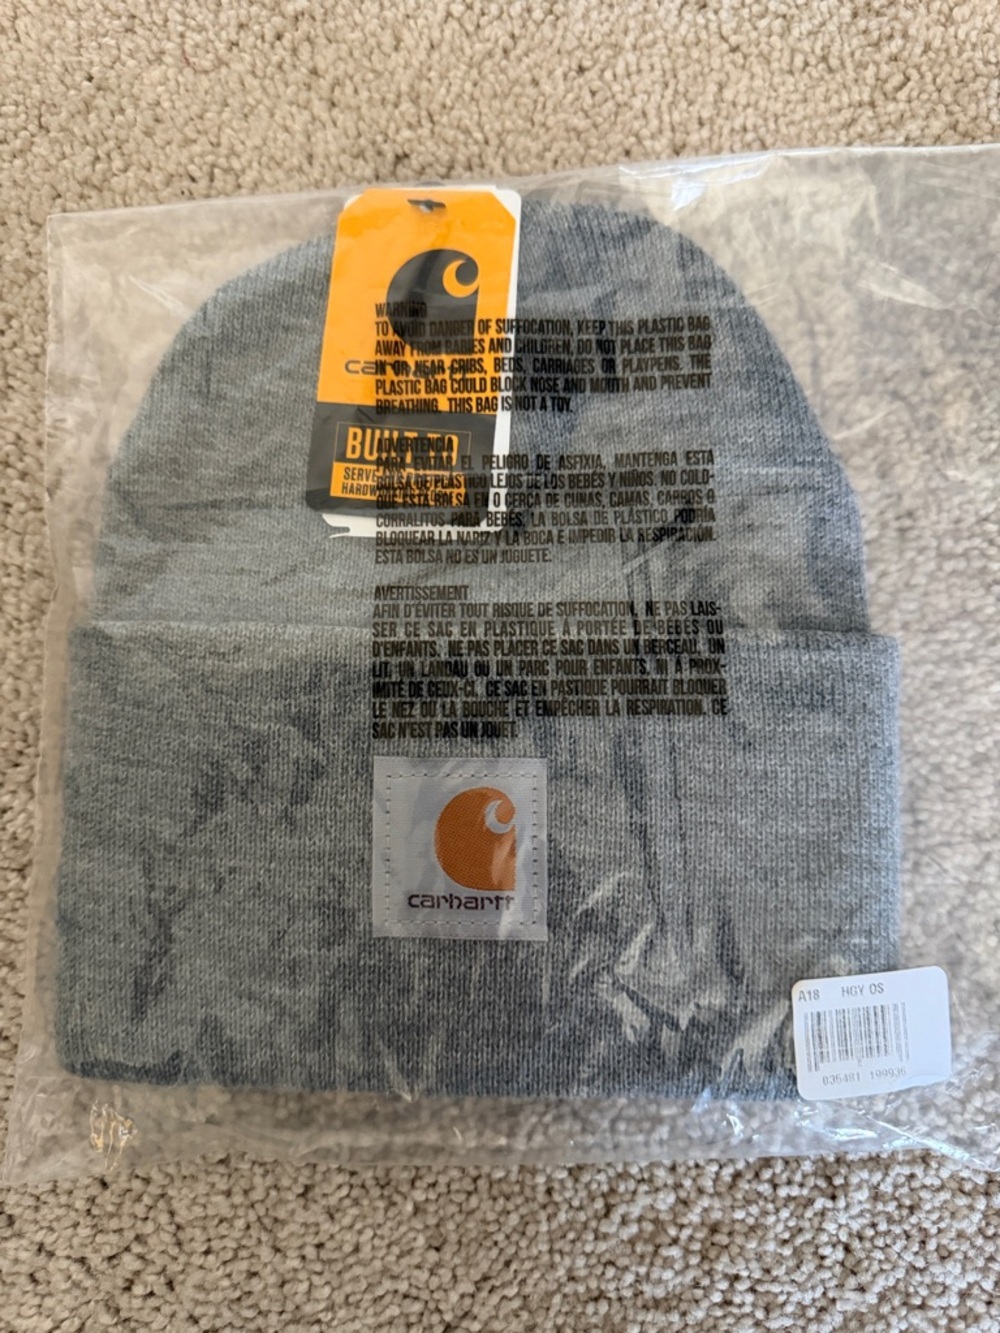 WARNING
TO AVOID DANGER OF SUFFOCATION, KEEP THIS PLASTIC BAG
AWAY FROM BABIES AND CHILDREN, DO NOT PLACE THIS BAG
IN OR NEAR CRIBS, BEDS, CARRIAGES OR PLAYPENS. THE
PLASTIC BAG COULD BLOCK NOSE AND MOUTH AND PREVENT
BREATHING. THIS BAG IS NOT A TOY.
BUILT
SERVE
HARDW
ADVERTENCIA
PARA EVITAR EL PELIGRO DE ASFIXIA, MANTENGA ESTA
BOLSA DE PLASTICO LEJOS DE LOS BEBÉS Y NIÑOS. NO COLO-
QUE ESTA BOLSA EN O CERCA DE CUNAS, CAMAS, CARROS O
CORRALITOS PARA BEBÉS. LA BOLSA DE PLÁSTICO PODRÍA
BLOQUEAR LA NARIZ Y LA BOCA E IMPEDIR LA RESPIRACIÓN.
ESTA BOLSA NO ES UN JUGUETE.
AVERTISSEMENT
AFIN D'ÉVITER TOUT RISQUE DE SUFFOCATION, NE PAS LAIS-
SER CE SAC EN PLASTIQUE À PORTÉE DE BÉBÉS OU
D'ENFANTS. NE PAS PLACER CE SAC DANS UN BERCEAU, UN
LIT, UN LANDAU OU UN PARC POUR ENFANTS, NI À PROX-
IMITÉ DE CEUX-CI. CE SAC EN PASTIQUE POURRAIT BLOQUER
LE NEZ OU LA BOUCHE ET EMPÊCHER LA RESPIRATION. CE
SAC N'EST PAS UN JOUET.
carhartt
A18 HGY OS
035481 199936